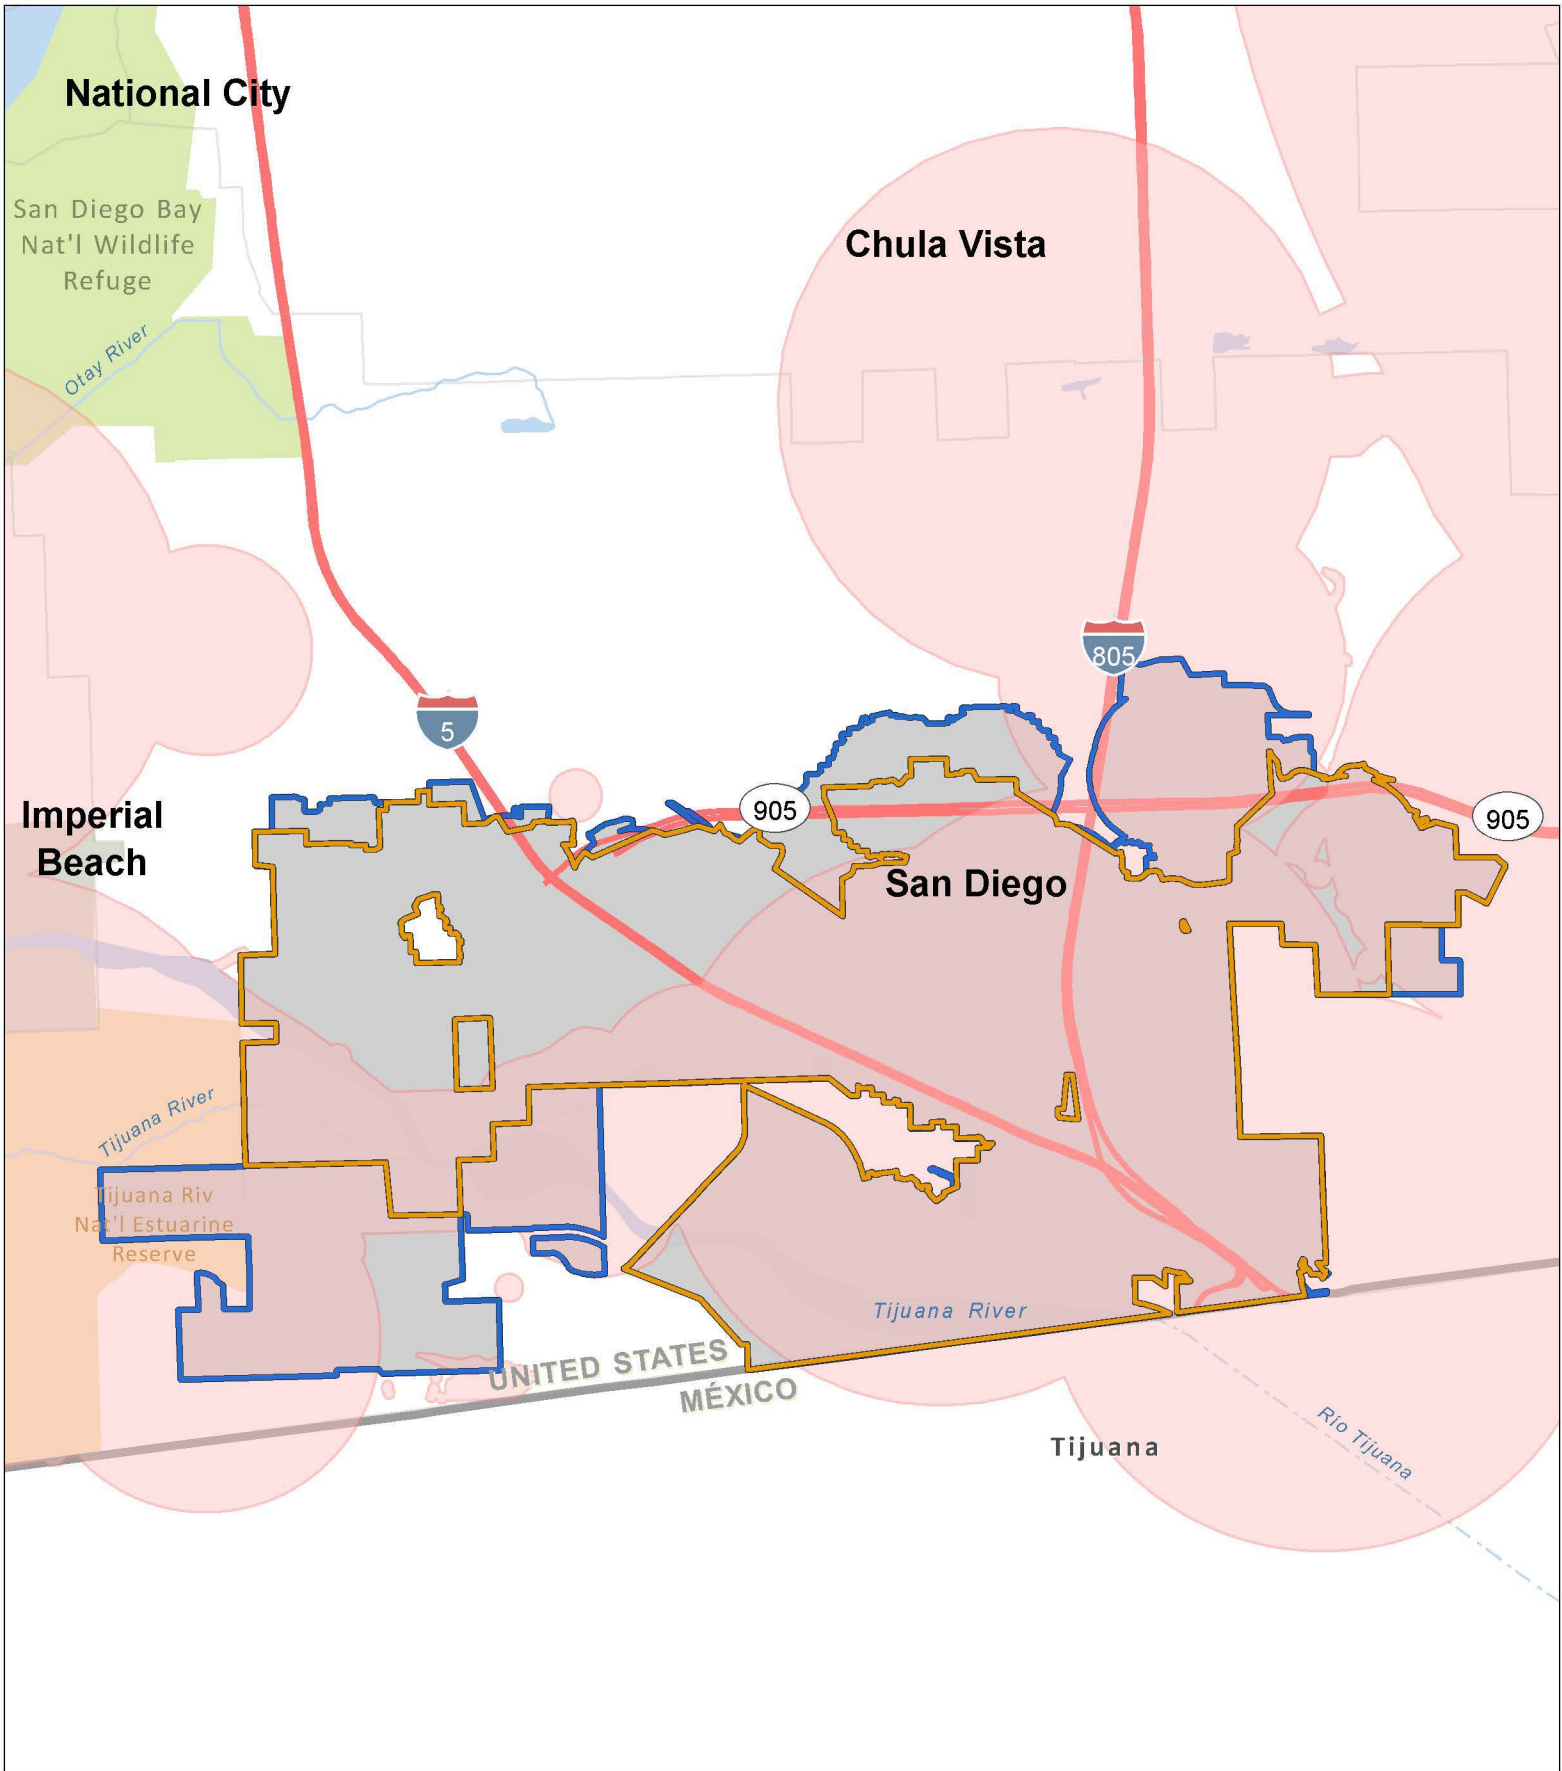 National City
San Diego Bay
Nat'l Wildlife
Refuge
Chula Vista
Otay River
805
5
905
905
Imperial
Beach
San Diego
Tijuana River
Tijuana Riv
Nat'l Estuarine
Reserve
Tijuana River
UNITED STATES
MÉXICO
Tijuana
Río Tijuana